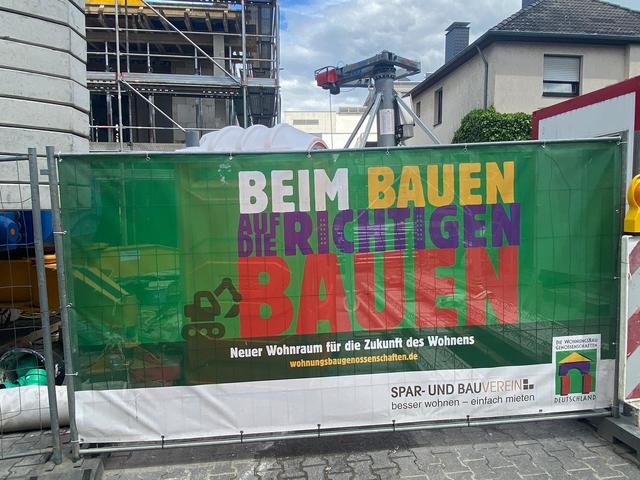 BEIM BAUEN
AUF DIE RICHTIGEN
BAUEN
Neuer Wohnraum für die Zukunft des Wohnens
wohnungsbaugenossenschaften.de
SPAR- UND BAUVEREIN
besser wohnen – einfach mieten
DIE WOHNUNGSBAU
GENOSSENSCHAFTEN
DEUTSCHLAND